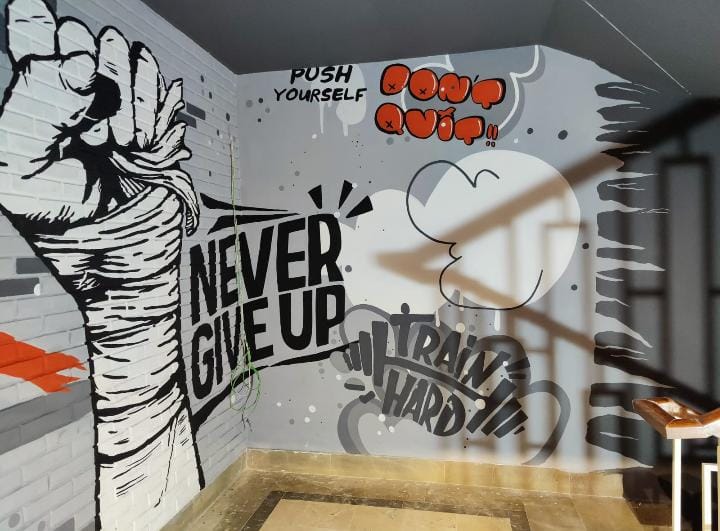 PUSH
YOURSELF
DON'T
QUIT!!
NEVER
GIVE UP
TRAIN
HARD